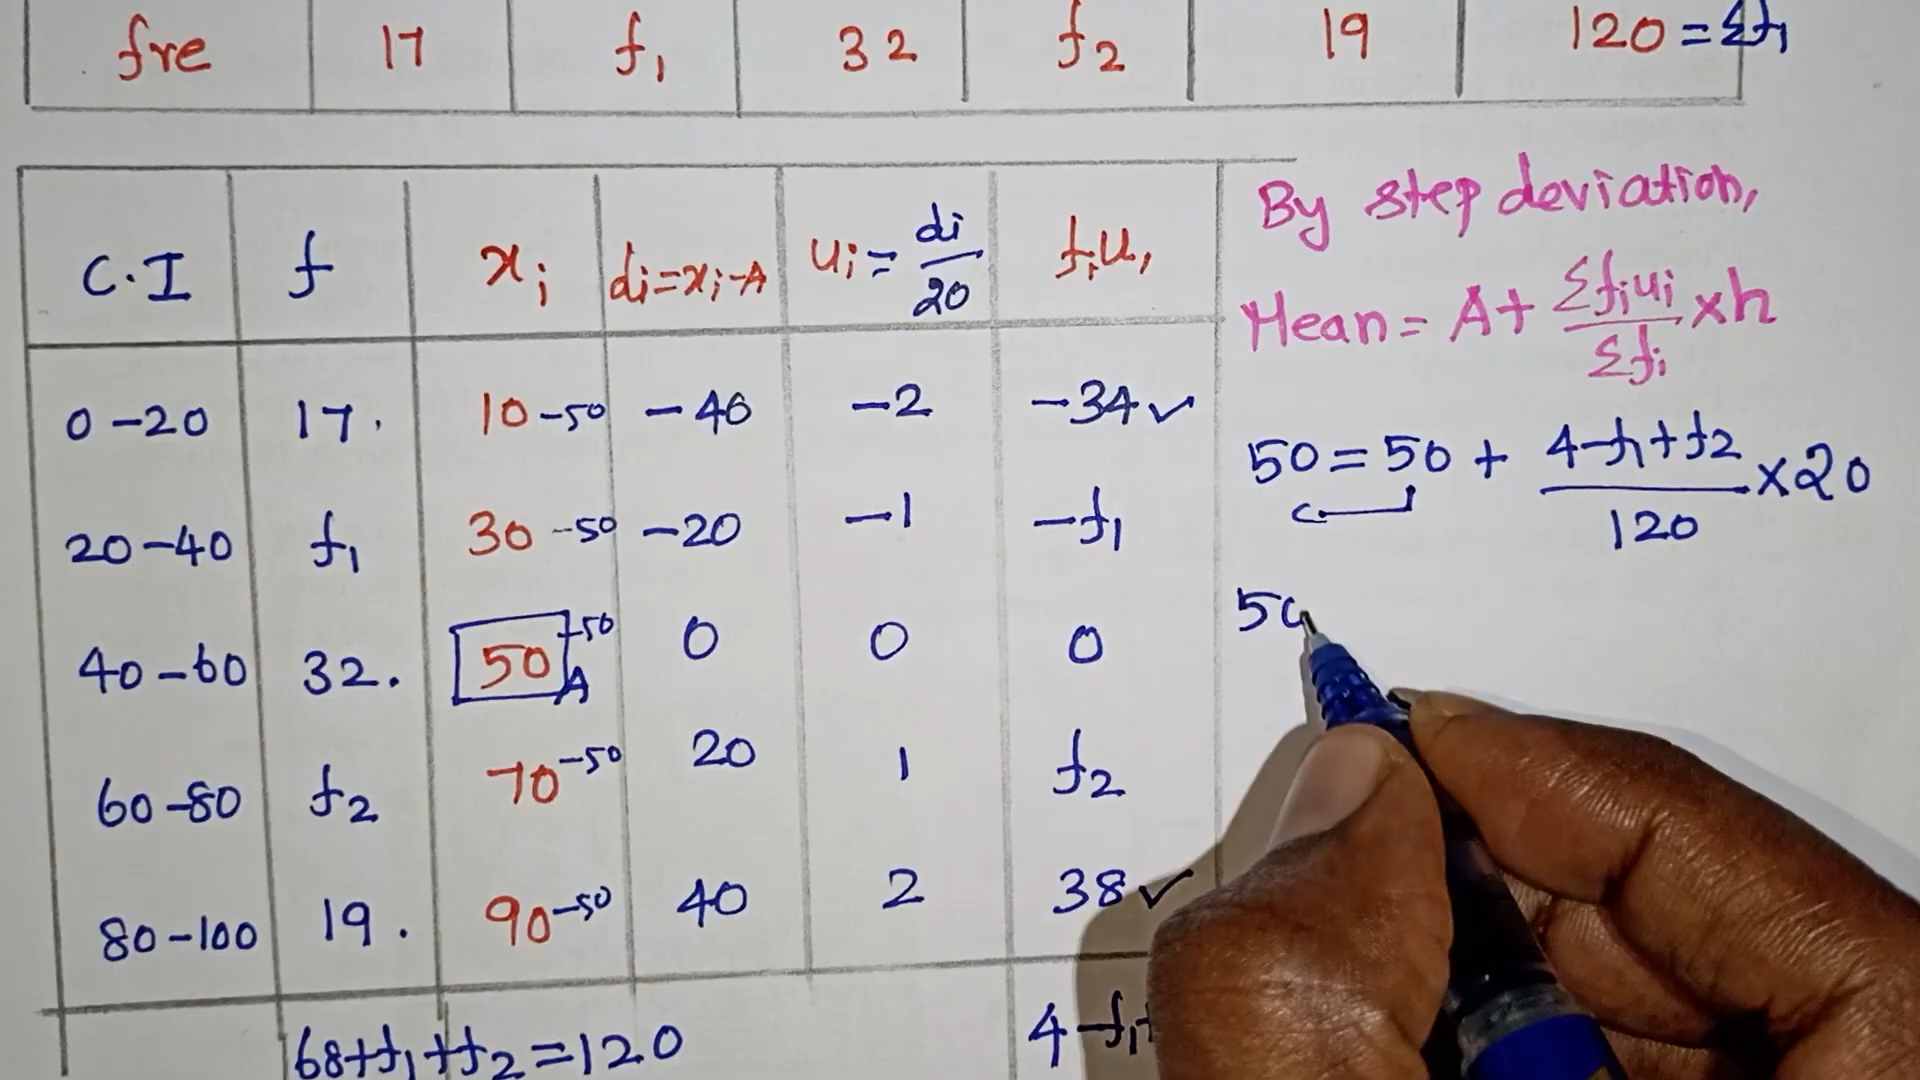 fre 17 f₁ 32 f₂ 19 120 = Σf₁
By step deviation,
C.I f xᵢ dᵢ=xᵢ-A uᵢ = dᵢ/20 fᵢuᵢ
Mean = A + Σfᵢuᵢ/Σfᵢ × h
0-20 17. 10-50 -40 -2 -34✓
50 = 50 + 4-f₁+f₂/120 × 20
20-40 f₁ 30-50 -20 -1 -f₁
50
40-60 32. 50-50 A 0 0 0
60-80 f₂ 70-50 20 1 f₂
80-100 19. 90-50 40 2 38✓
68+f₁+f₂=120 4-f₁+